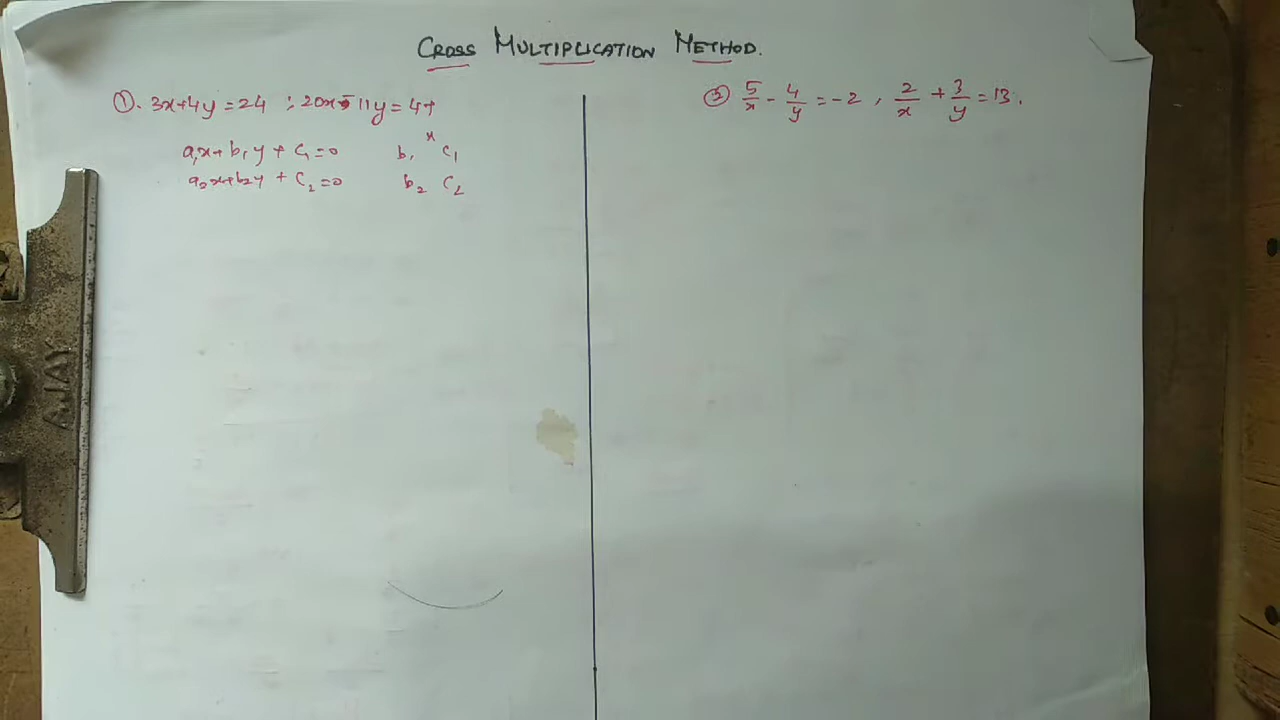 CROSS MULTIPLICATION METHOD.
①. 3x+4y=24 ; 20x-11y=47
a₁x+b₁y+c₁=0 b₁ x c₁
a₂x+b₂y+c₂=0 b₂ c₂
② 5/x - 4/y = -2, 2/x + 3/y = 13.
AJAY